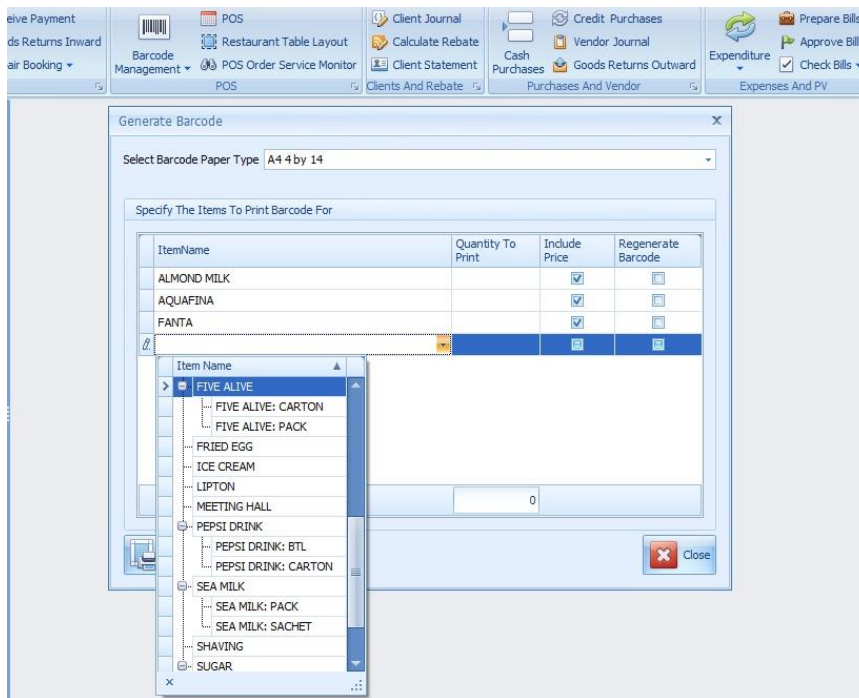 eive Payment
POS
Client Journal
Credit Purchases
Prepare Bills
ds Returns Inward
Restaurant Table Layout
Calculate Rebate
Vendor Journal
Approve Bill
air Booking
POS Order Service Monitor
Client Statement
Goods Returns Outward
Check Bills
Barcode
Management
Cash
Purchases
Expenditure
POS
Clients And Rebate
Purchases And Vendor
Expenses And PV
Generate Barcode
Select Barcode Paper Type A4 4 by 14
Specify The Items To Print Barcode For
ItemName
Quantity To
Print
Include
Price
Regenerate
Barcode
ALMOND MILK
AQUAFINA
FANTA
Item Name
FIVE ALIVE
FIVE ALIVE: CARTON
FIVE ALIVE: PACK
FRIED EGG
ICE CREAM
LIPTON
MEETING HALL
0
PEPSI DRINK
PEPSI DRINK: BTL
PEPSI DRINK: CARTON
Close
SEA MILK
SEA MILK: PACK
SEA MILK: SACHET
SHAVING
SUGAR